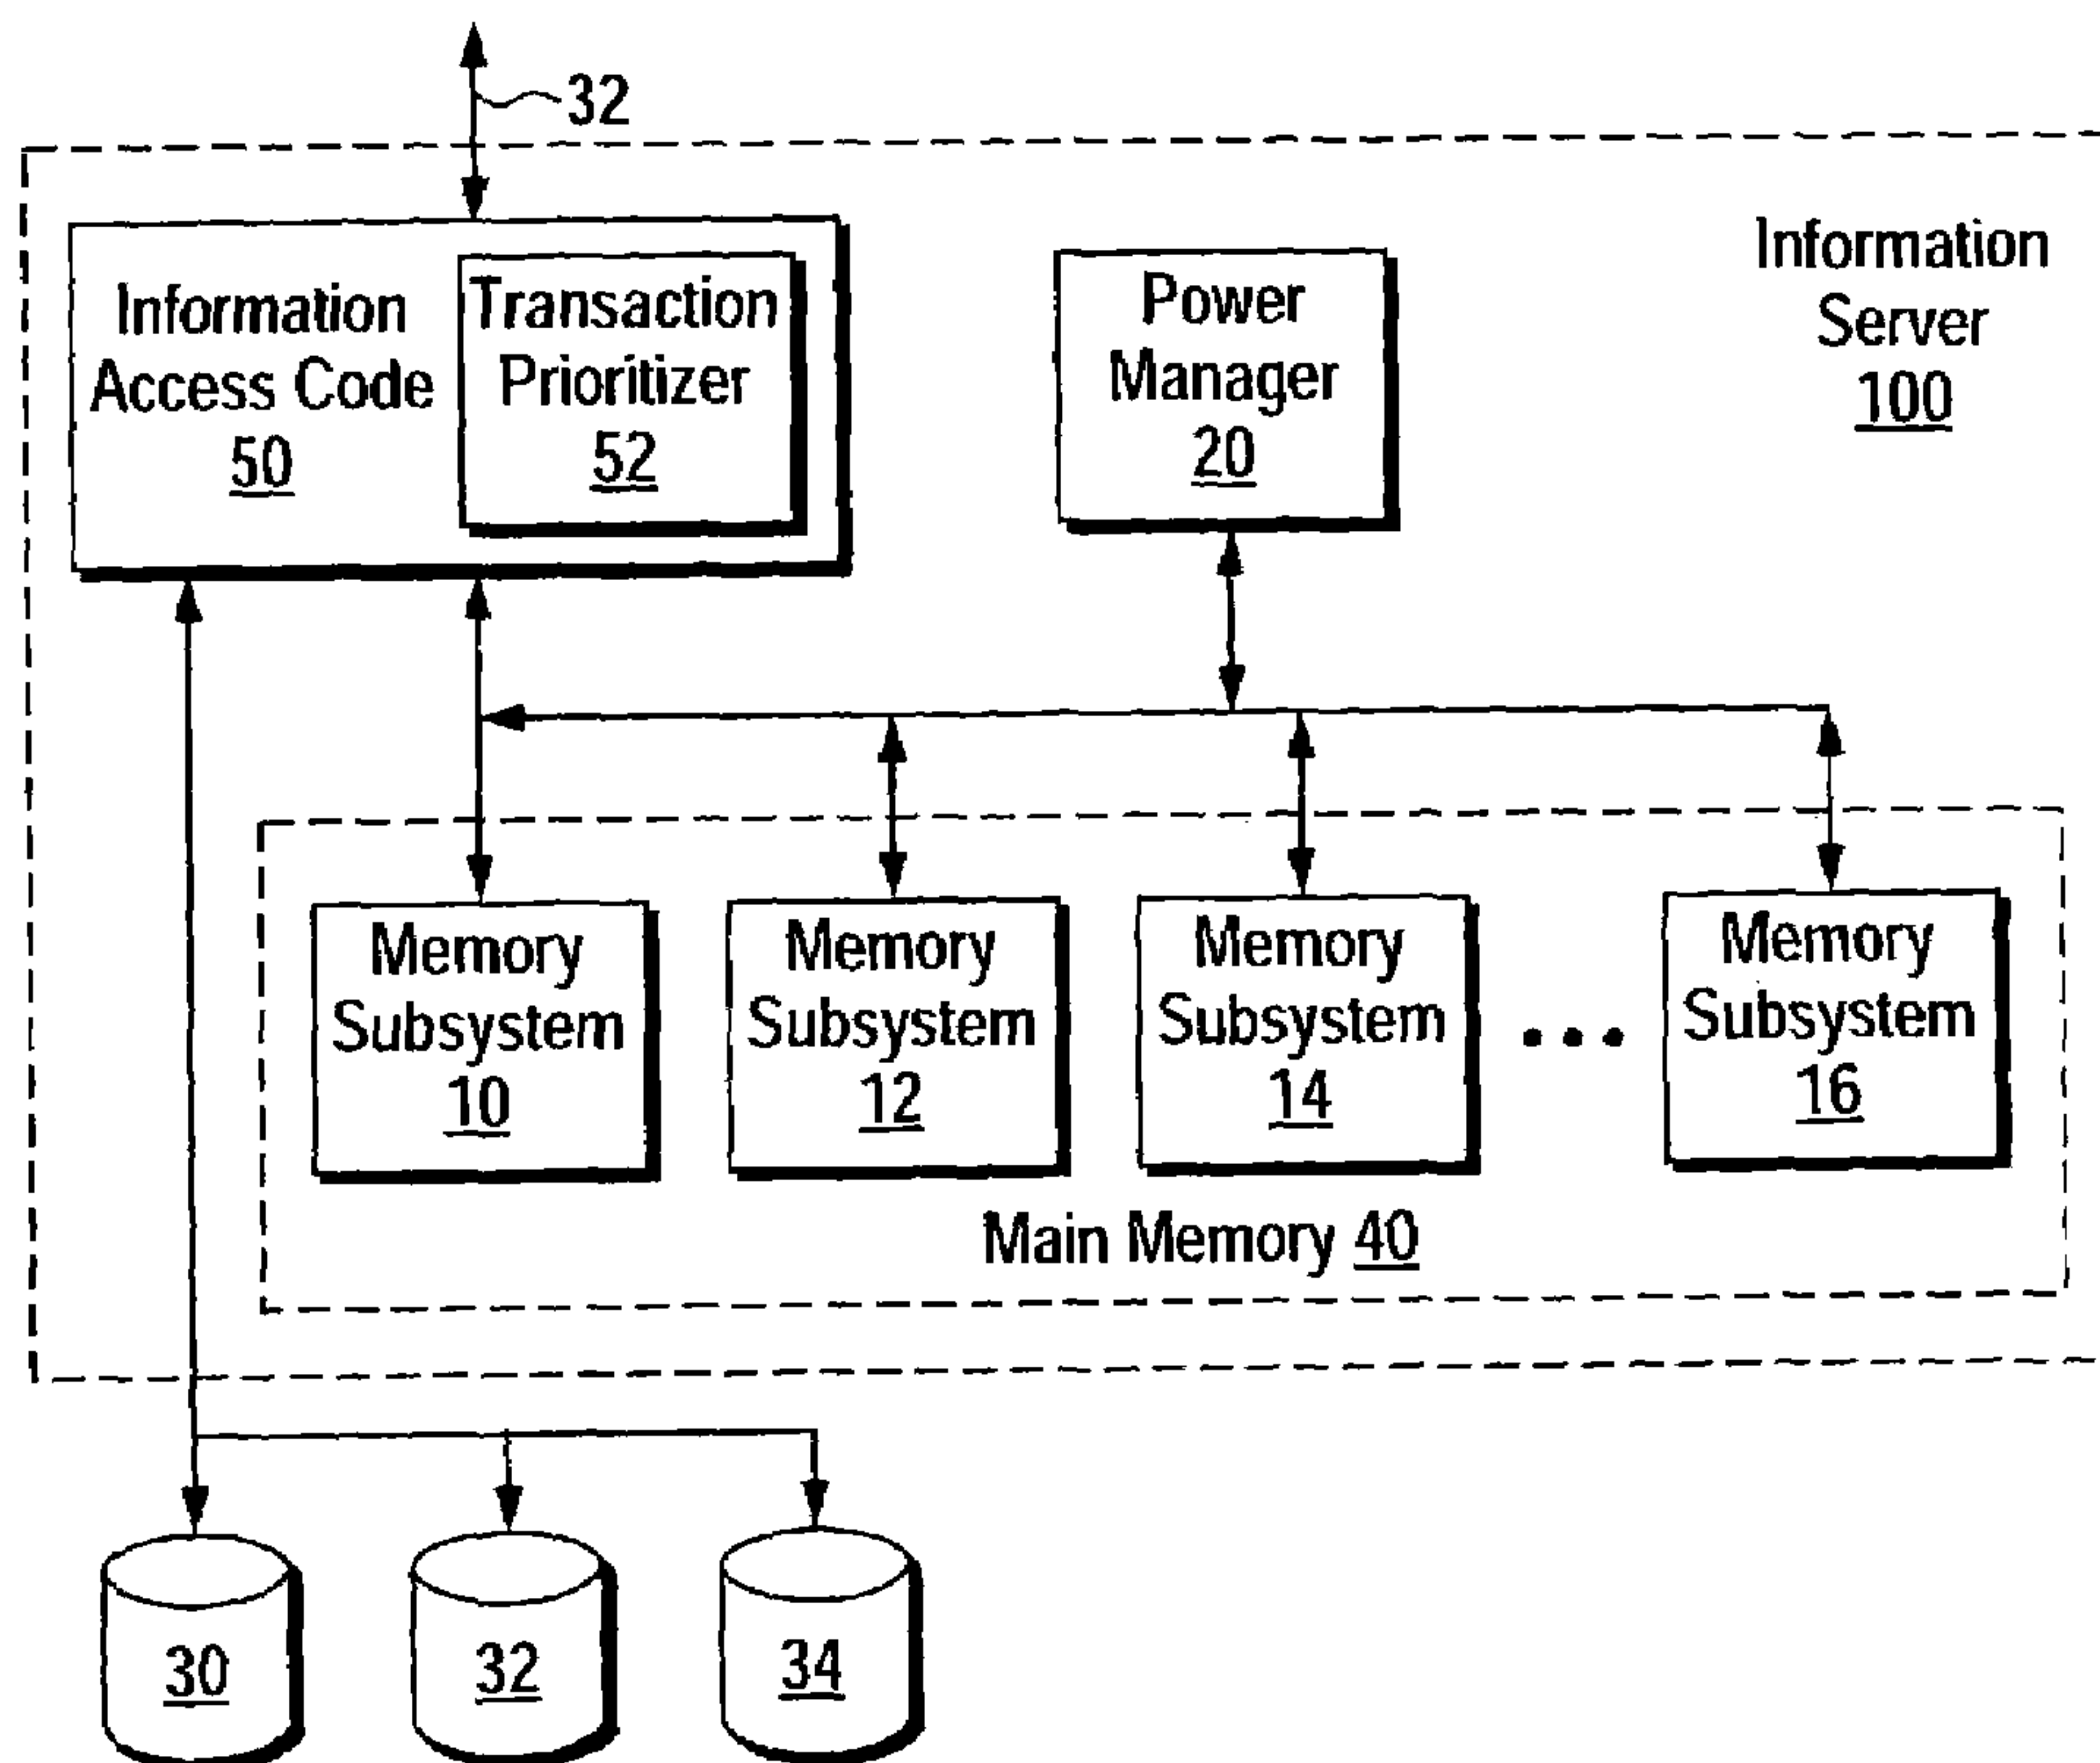 32
Information
Access Code
50
Transaction
Prioritizer
52
Power
Manager
20
Information
Server
100
Memory
Subsystem
10
Memory
Subsystem
12
Memory
Subsystem
14
• • •
Memory
Subsystem
16
Main Memory 40
30
32
34